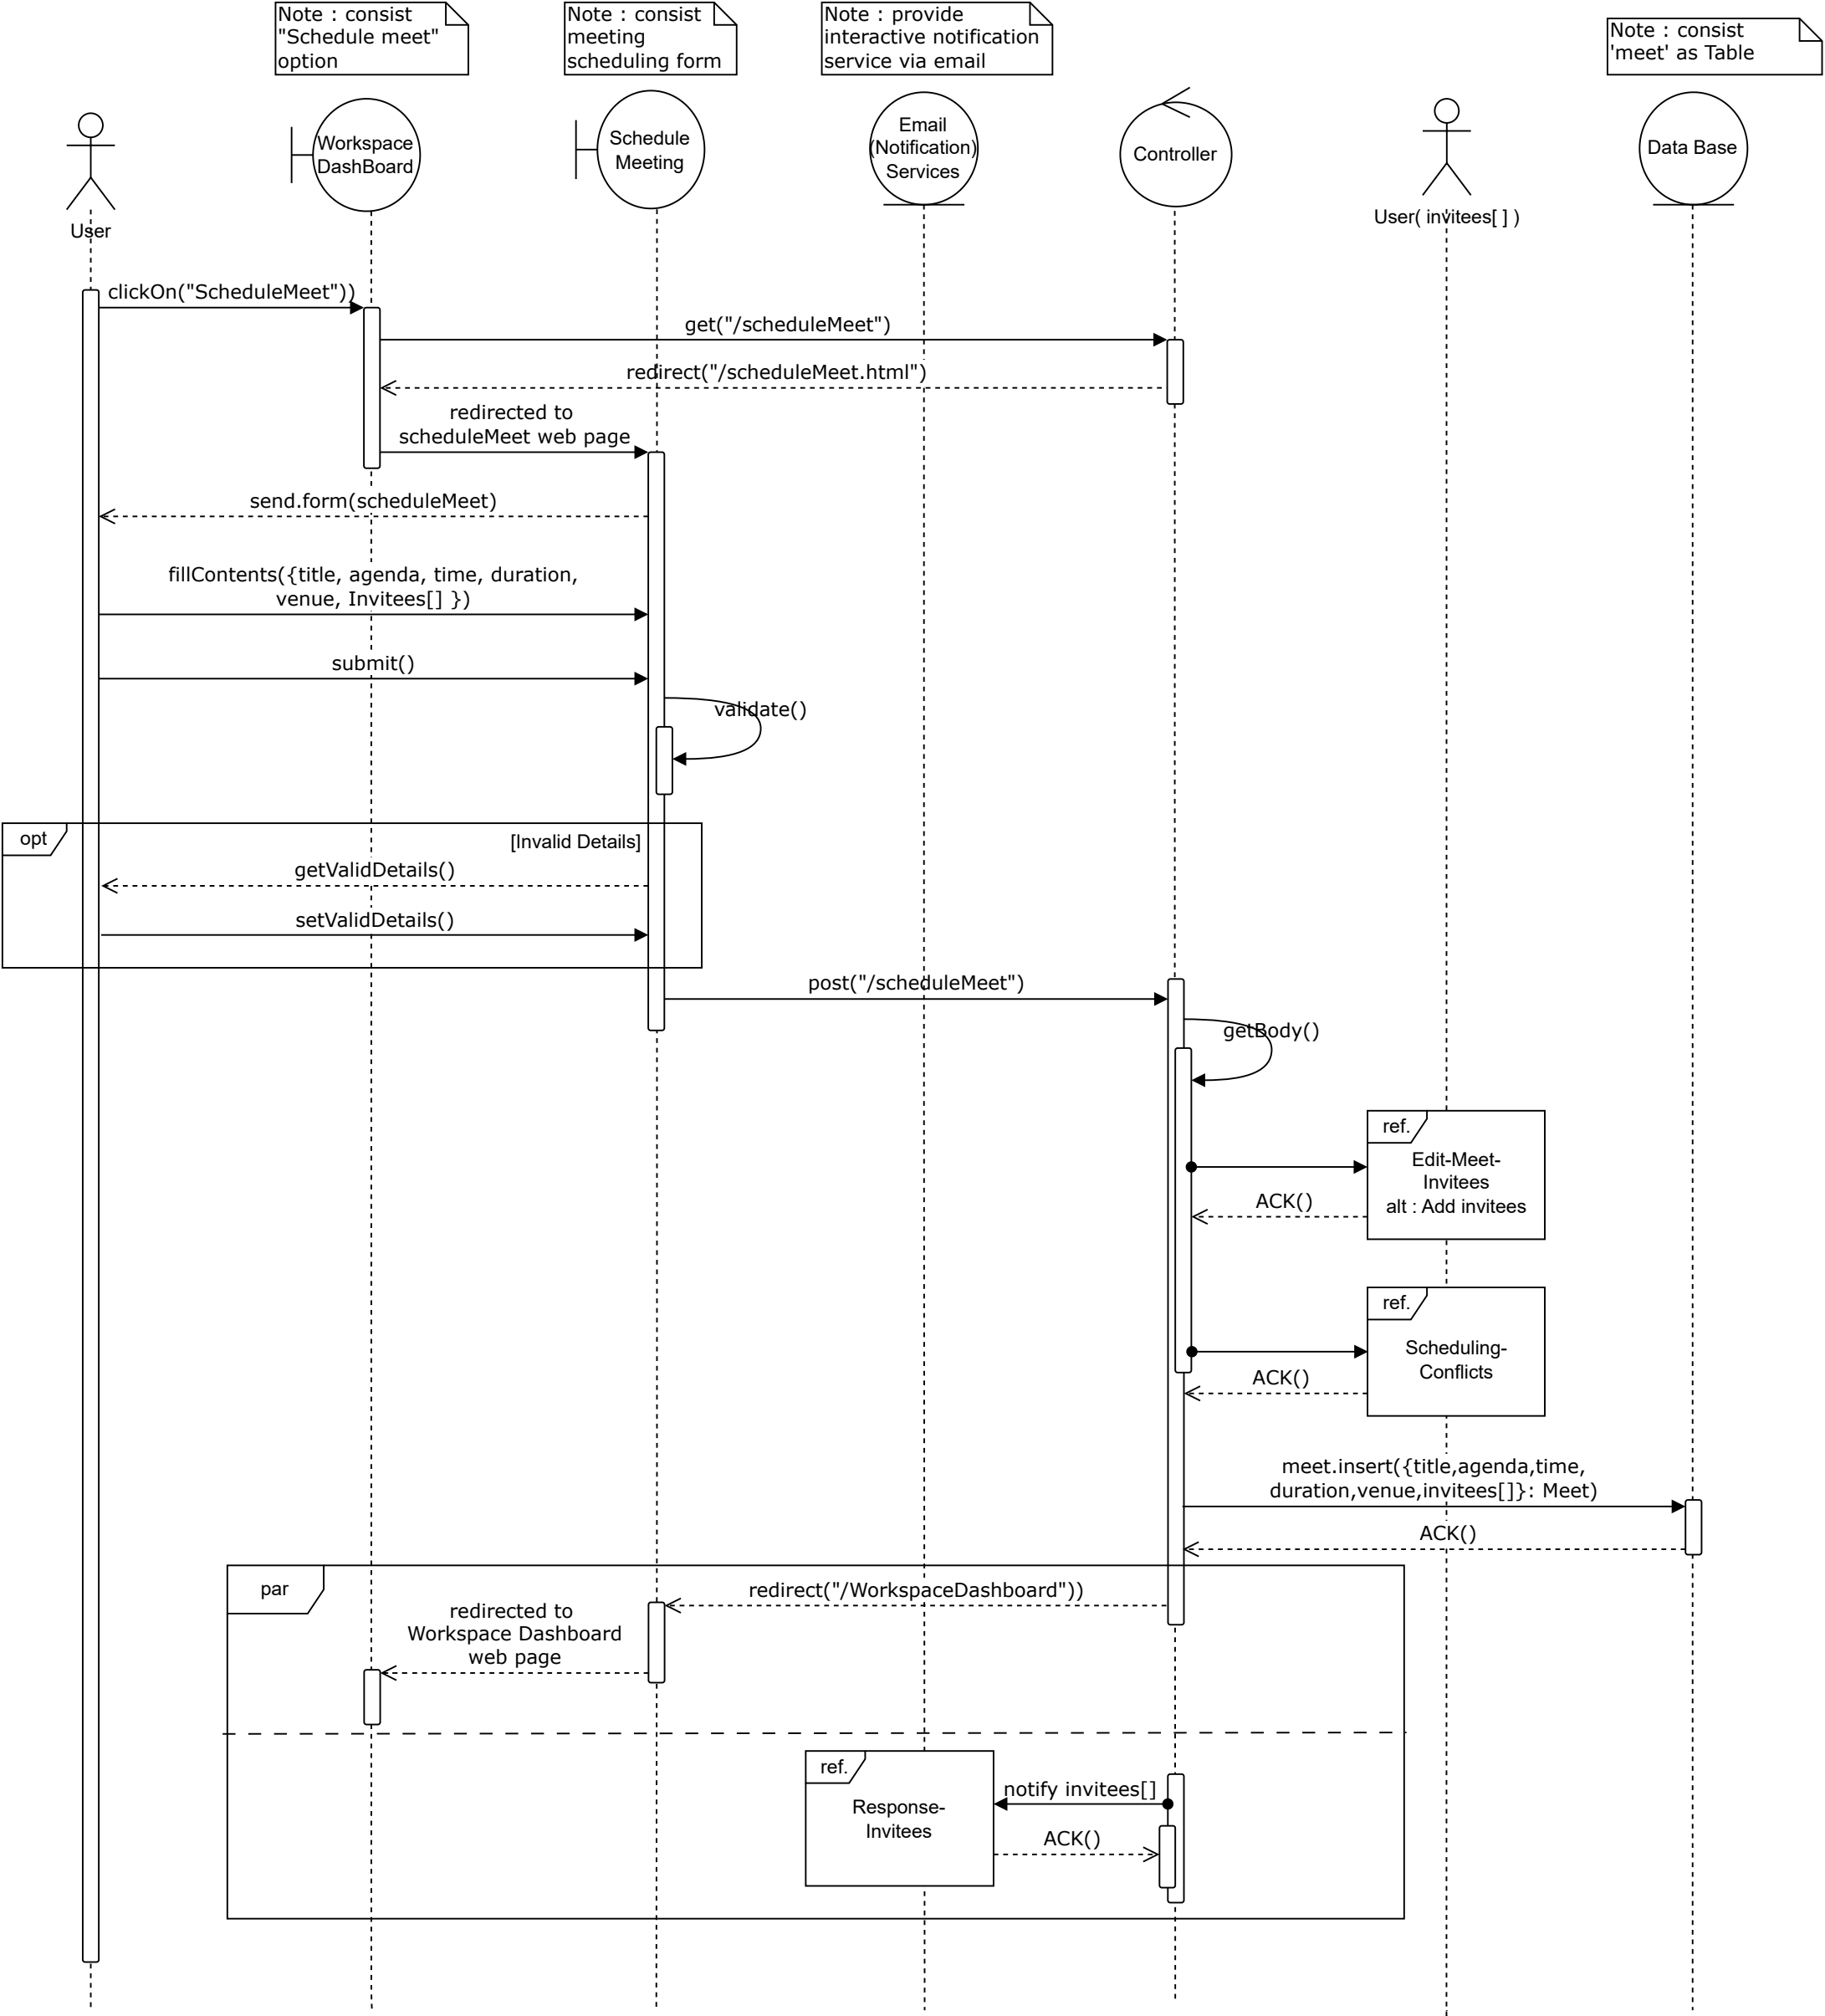 Note : consist
"Schedule meet"
option
Note : consist
meeting
scheduling form
Note : provide
interactive notification
service via email
Note : consist
'meet' as Table
User
Workspace
DashBoard
Schedule
Meeting
Email
(Notification)
Services
Controller
User( invitees[ ] )
Data Base
clickOn("ScheduleMeet"))
get("/scheduleMeet")
redirect("/scheduleMeet.html")
redirected to
scheduleMeet web page
send.form(scheduleMeet)
fillContents({title, agenda, time, duration,
venue, Invitees[] })
submit()
validate()
opt
[Invalid Details]
getValidDetails()
setValidDetails()
post("/scheduleMeet")
getBody()
ref.
Edit-Meet-
Invitees
alt : Add invitees
ACK()
ref.
Scheduling-
Conflicts
ACK()
meet.insert({title,agenda,time,
duration,venue,invitees[]}: Meet)
ACK()
par
redirect("/WorkspaceDashboard"))
redirected to
Workspace Dashboard
web page
ref.
Response-
Invitees
notify invitees[]
ACK()